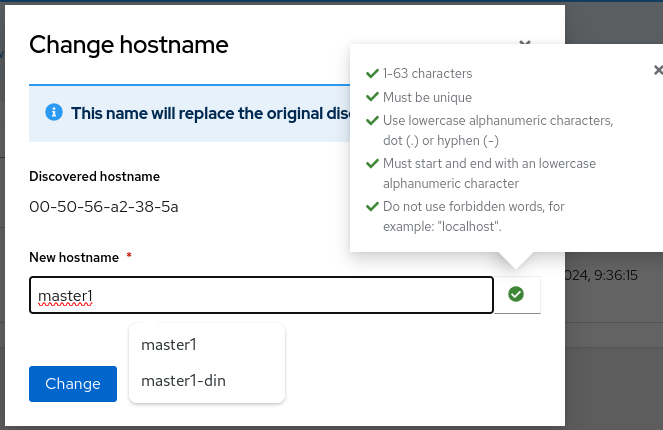 Change hostname
1-63 characters
Must be unique
Use lowercase alphanumeric characters,
dot (.) or hyphen (-)
Must start and end with an lowercase
alphanumeric character
Do not use forbidden words, for
example: "localhost".
This name will replace the original disc
Discovered hostname
00-50-56-a2-38-5a
New hostname *
master1
024, 9:36:15
master1
master1-din
Change